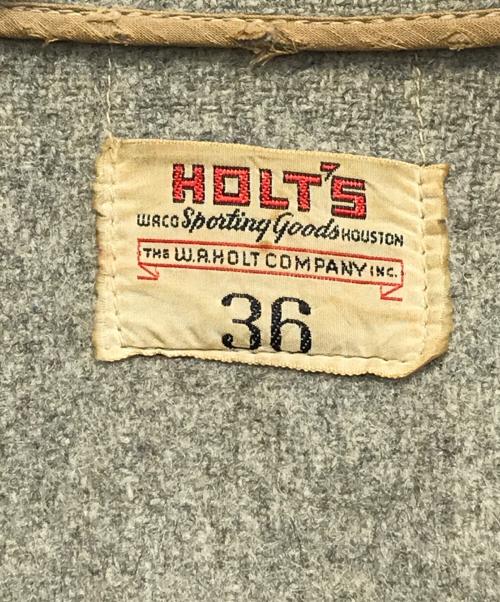 HOLT'S
WACO Sporting Goods HOUSTON
THE W.A.HOLT COMPANY INC.
36